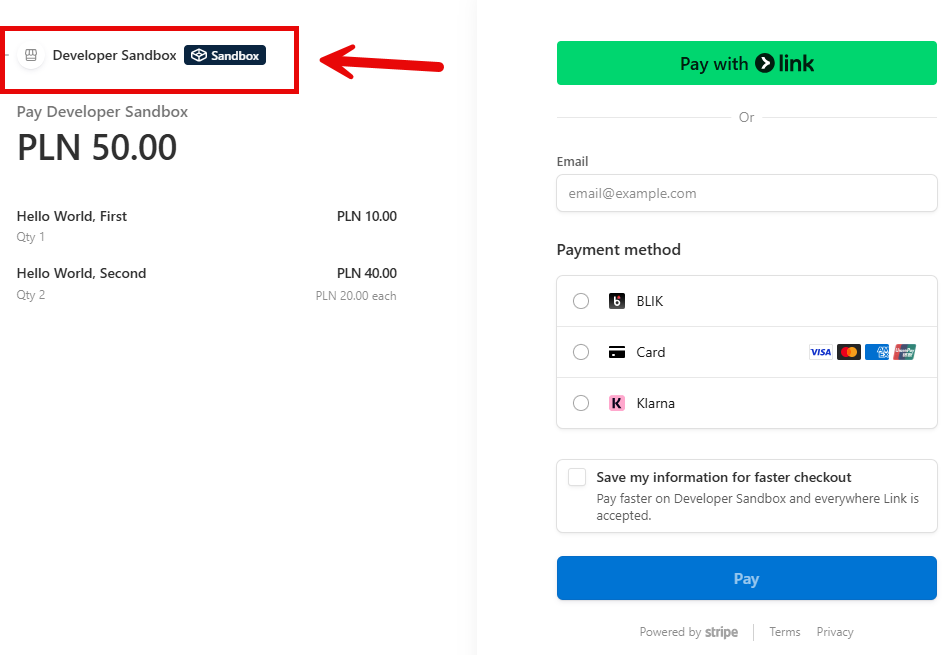 Developer Sandbox Sandbox
Pay Developer Sandbox
PLN 50.00
Hello World, First PLN 10.00
Qty 1
Hello World, Second PLN 40.00
Qty 2 PLN 20.00 each
Pay with link
Or
Email
email@example.com
Payment method
BLIK
Card VISA
K Klarna
Save my information for faster checkout
Pay faster on Developer Sandbox and everywhere Link is
accepted.
Pay
Powered by stripe Terms Privacy